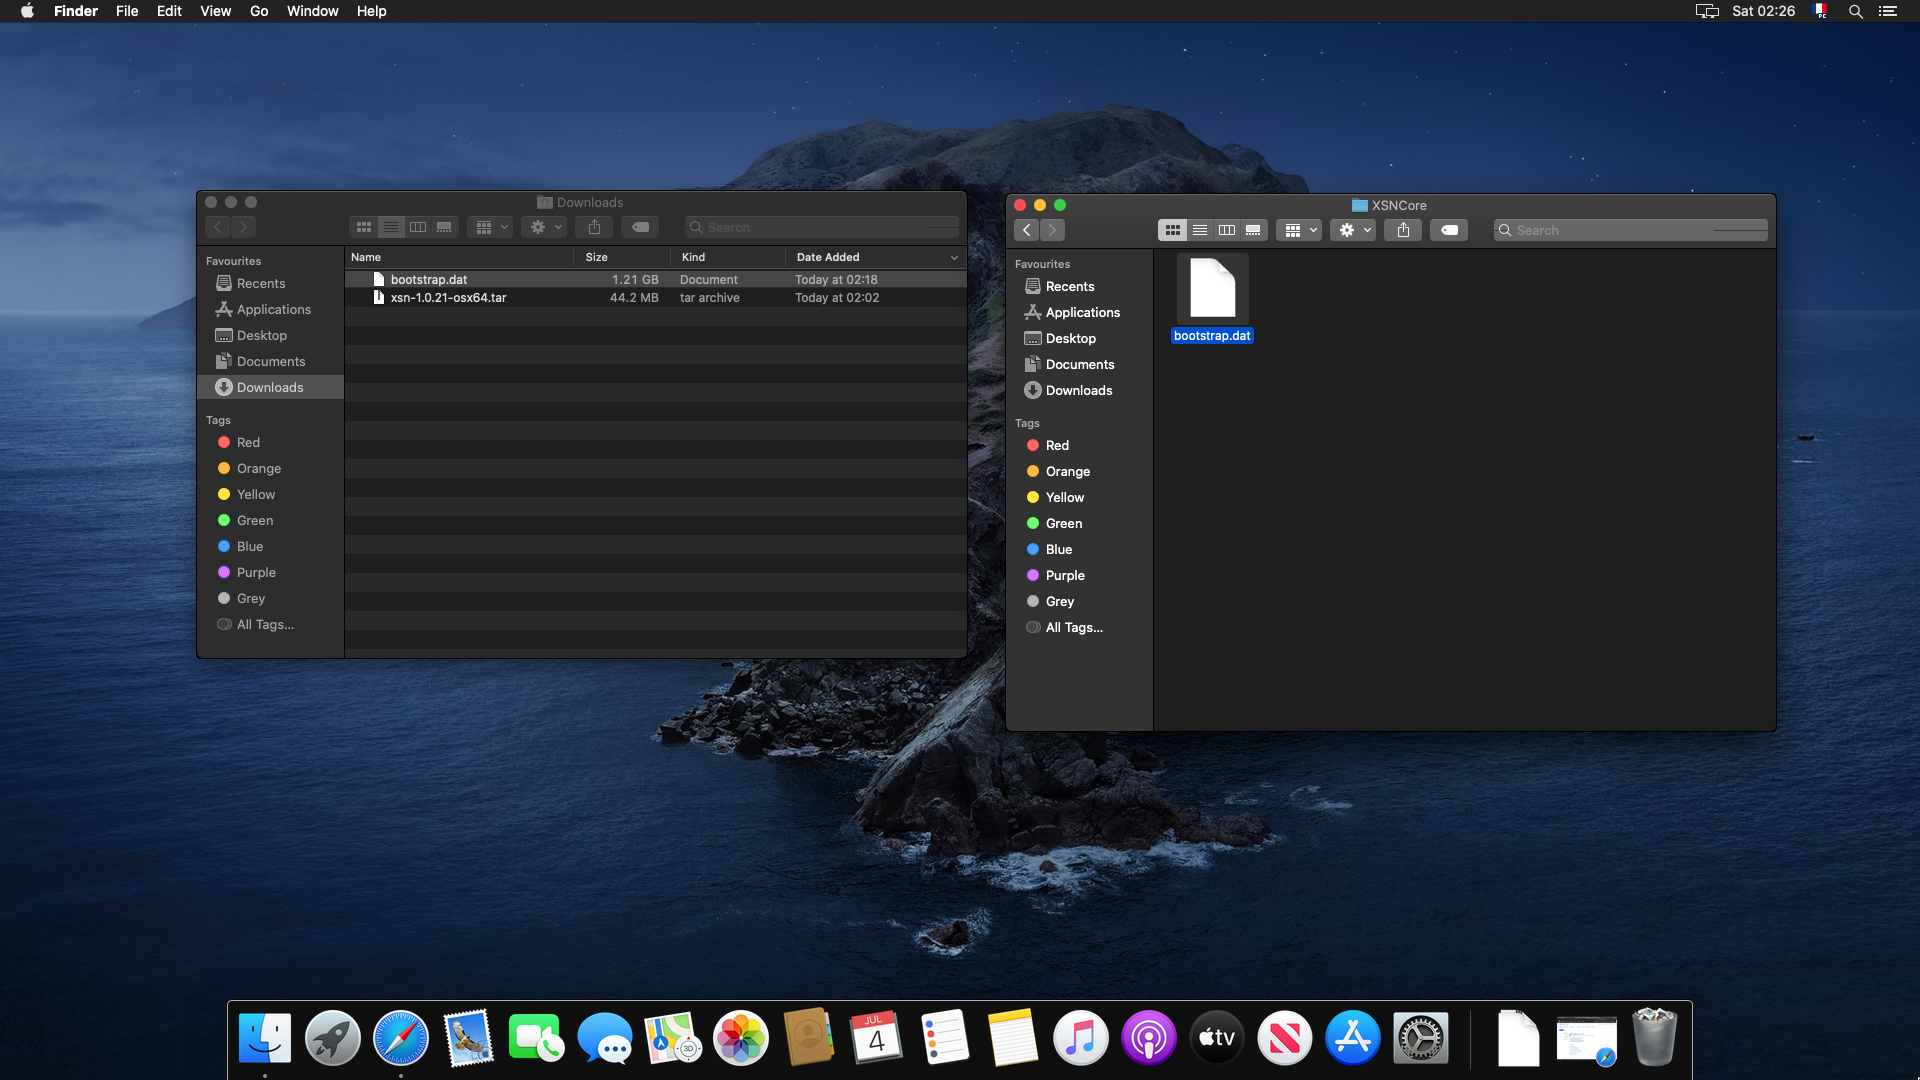 Finder File Edit View Go Window Help
Sat 02:26
PC
Downloads
Search
Favourites
Recents
Applications
Desktop
Documents
Downloads
Tags
Red
Orange
Yellow
Green
Blue
Purple
Grey
All Tags...
Name Size Kind Date Added
bootstrap.dat 1.21 GB Document Today at 02:18
xsn-1.0.21-osx64.tar 44.2 MB tar archive Today at 02:02
XSNCore
Search
Favourites
Recents
Applications
Desktop
Documents
Downloads
Tags
Red
Orange
Yellow
Green
Blue
Purple
Grey
All Tags...
bootstrap.dat
3D
JUL
4
tv